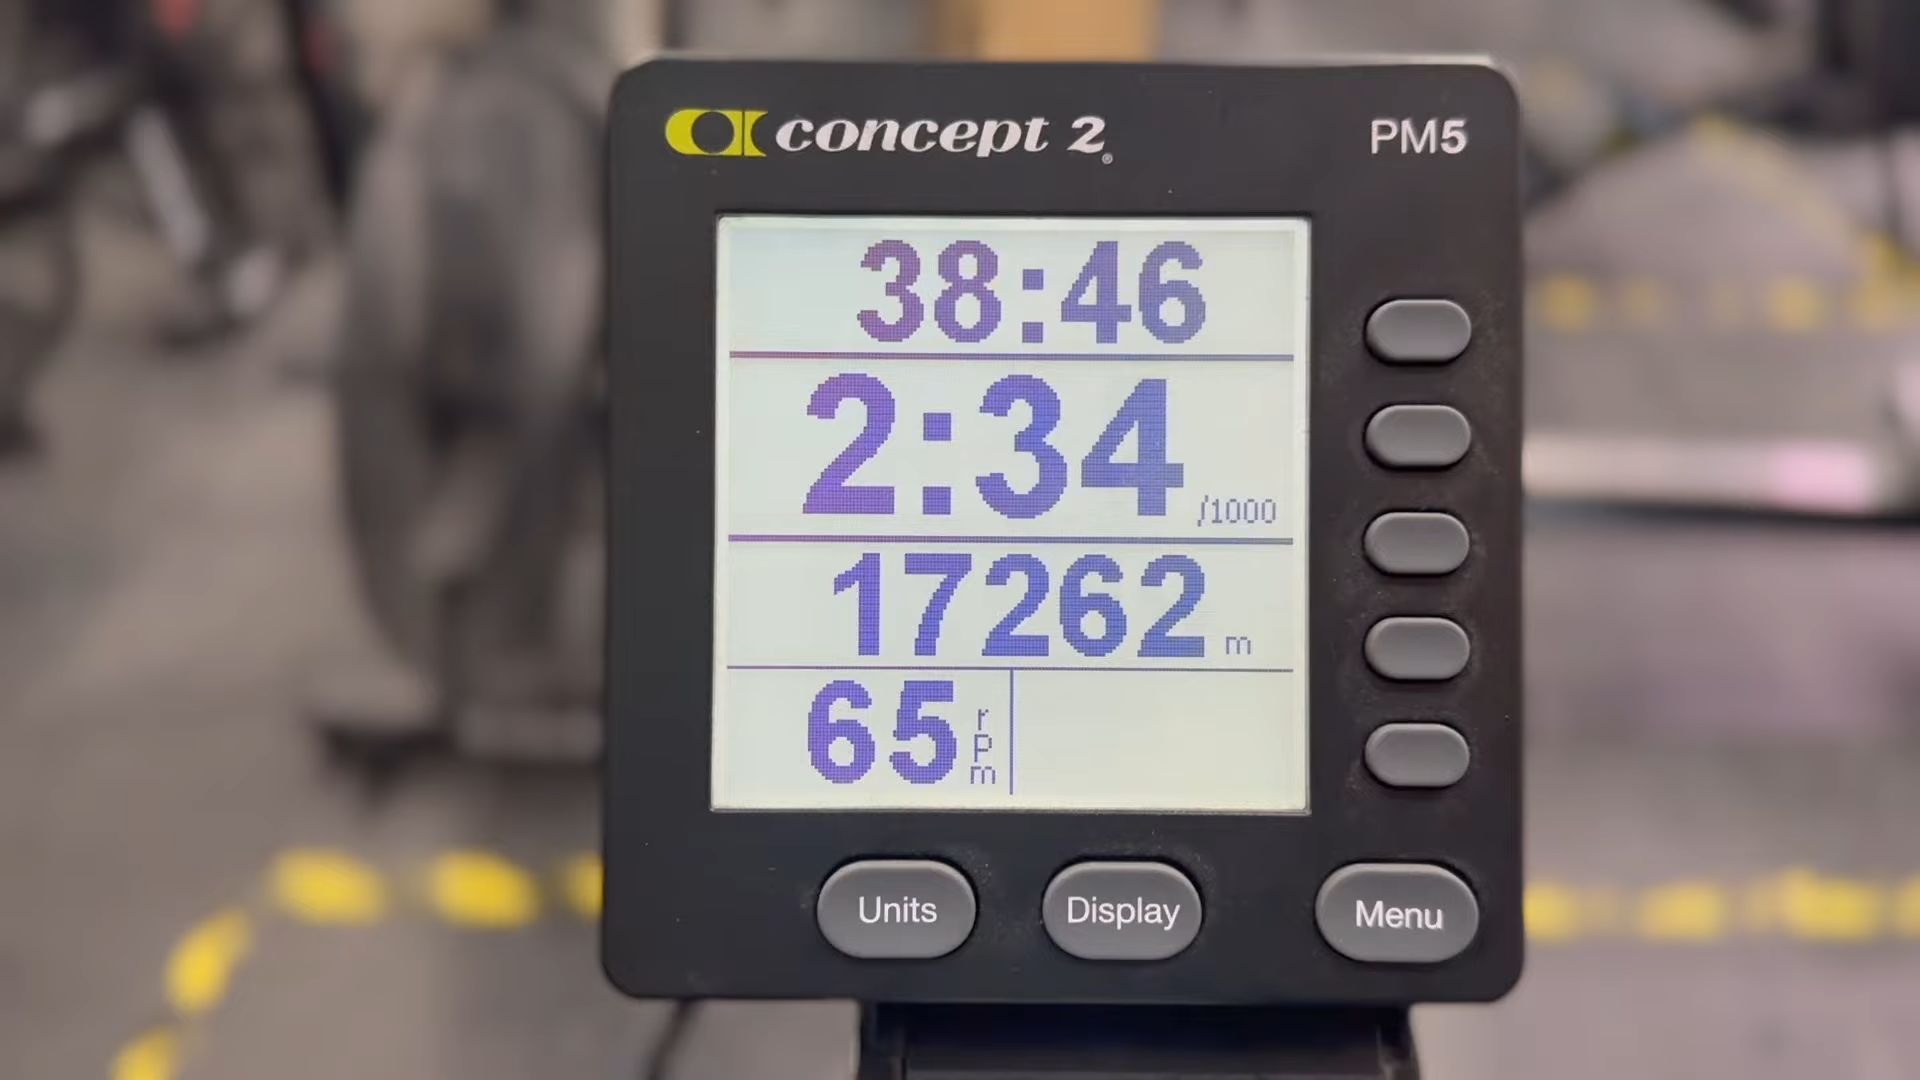 concept 2® PM5
38:46
2:34 /1000
17262 m
65 rpm
Units Display Menu